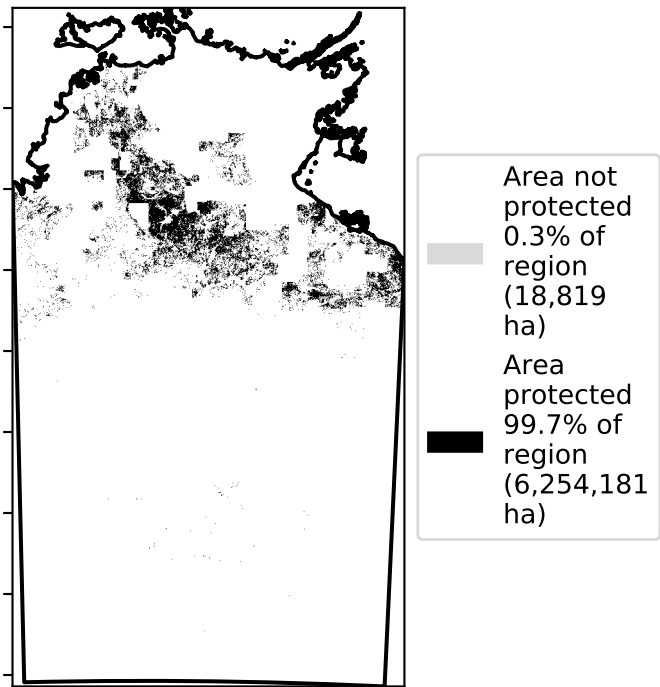 Area not
protected
0.3% of
region
(18,819
ha)
Area
protected
99.7% of
region
(6,254,181
ha)